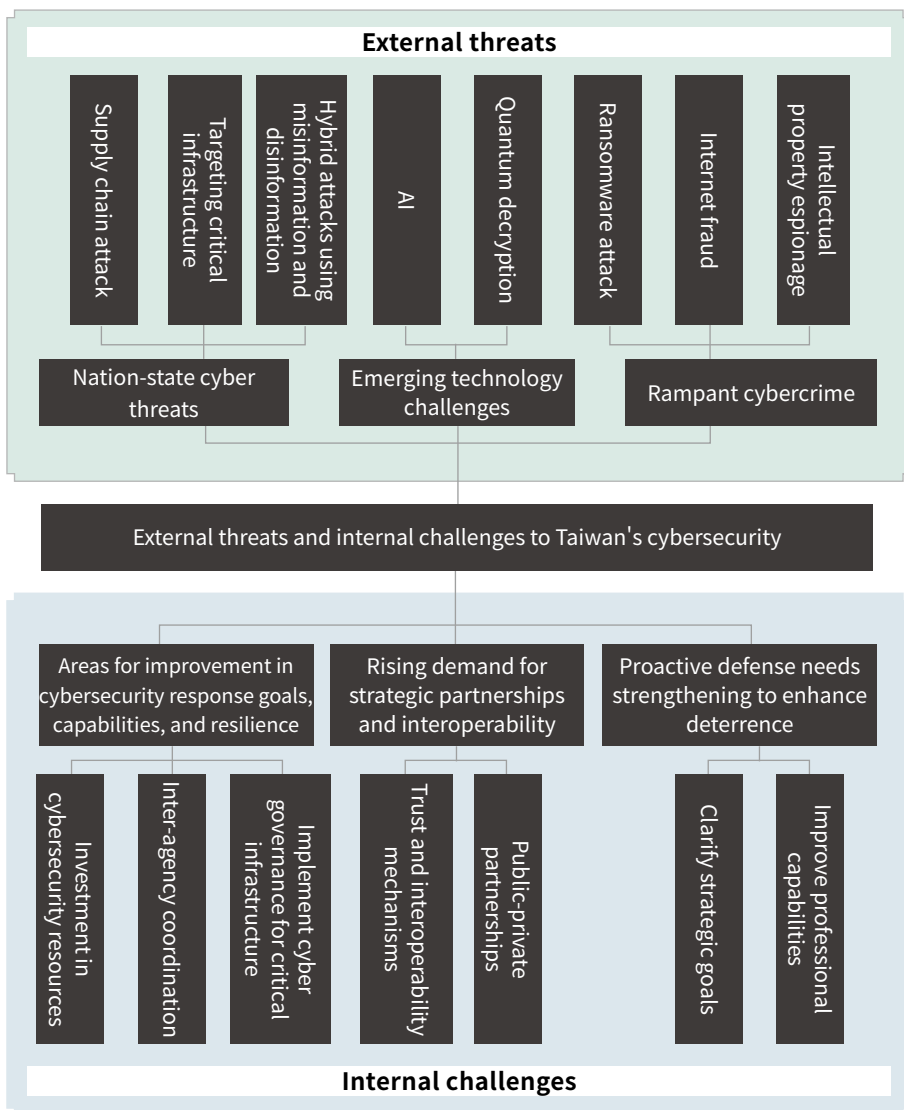 External threats
Supply chain attack
Targeting critical
infrastructure
Hybrid attacks using
misinformation and
disinformation
AI
Quantum decryption
Ransomware attack
Internet fraud
Intellectual
property espionage
Nation-state cyber
threats
Emerging technology
challenges
Rampant cybercrime
External threats and internal challenges to Taiwan's cybersecurity
Areas for improvement in
cybersecurity response goals,
capabilities, and resilience
Rising demand for
strategic partnerships
and interoperability
Proactive defense needs
strengthening to enhance
deterrence
Investment in
cybersecurity resources
Inter-agency coordination
Implement cyber
governance for critical
infrastructure
Trust and interoperability
mechanisms
Public-private
partnerships
Clarify strategic goals
Improve professional
capabilities
Internal challenges